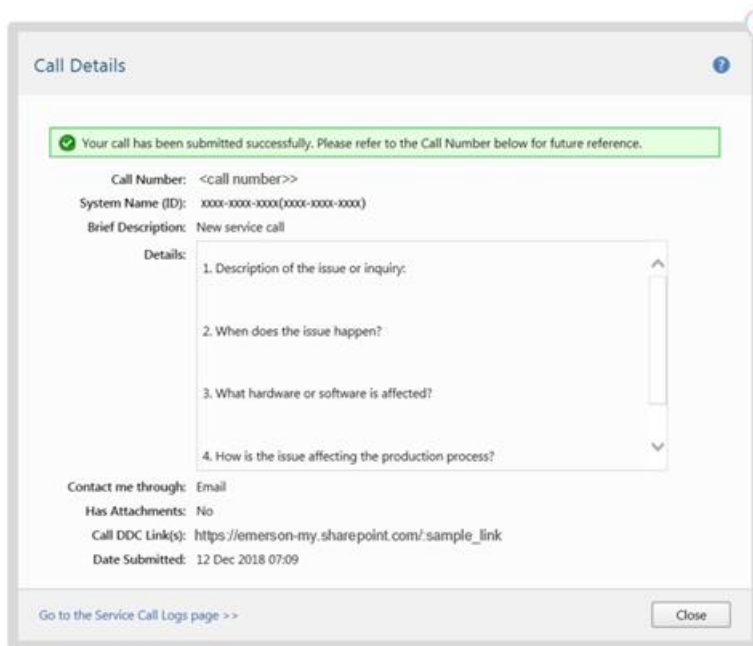 Call Details
?
Your call has been submitted successfully. Please refer to the Call Number below for future reference.
Call Number: <call number>>
System Name (ID): xxxx-xxxx-xxxx(xxxx-xxxx-xxxx)
Brief Description: New service call
Details:
1. Description of the issue or inquiry:
2. When does the issue happen?
3. What hardware or software is affected?
4. How is the issue affecting the production process?
Contact me through: Email
Has Attachments: No
Call DDC Link(s): https://emerson-my.sharepoint.com/:sample_link
Date Submitted: 12 Dec 2018 07:09
Go to the Service Call Logs page >>
Close